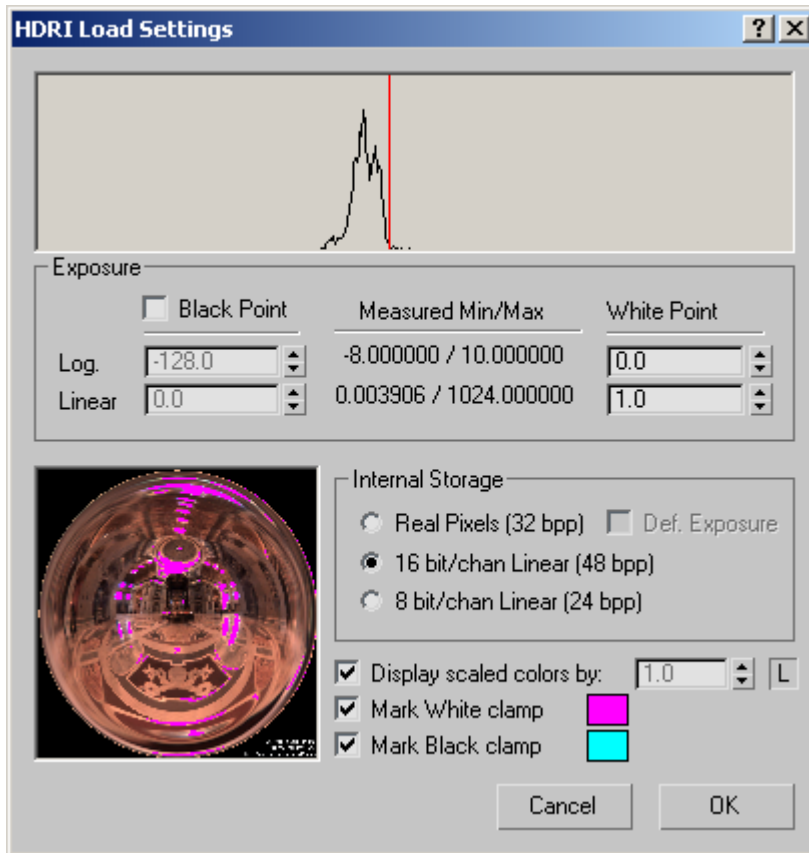 HDRI Load Settings
Exposure
Black Point Measured Min/Max White Point
Log. -128.0 -8.000000 / 10.000000 0.0
Linear 0.0 0.003906 / 1024.000000 1.0
Internal Storage
Real Pixels (32 bpp) Def. Exposure
16 bit/chan Linear (48 bpp)
8 bit/chan Linear (24 bpp)
Display scaled colors by: 1.0 L
Mark White clamp
Mark Black clamp
Cancel OK